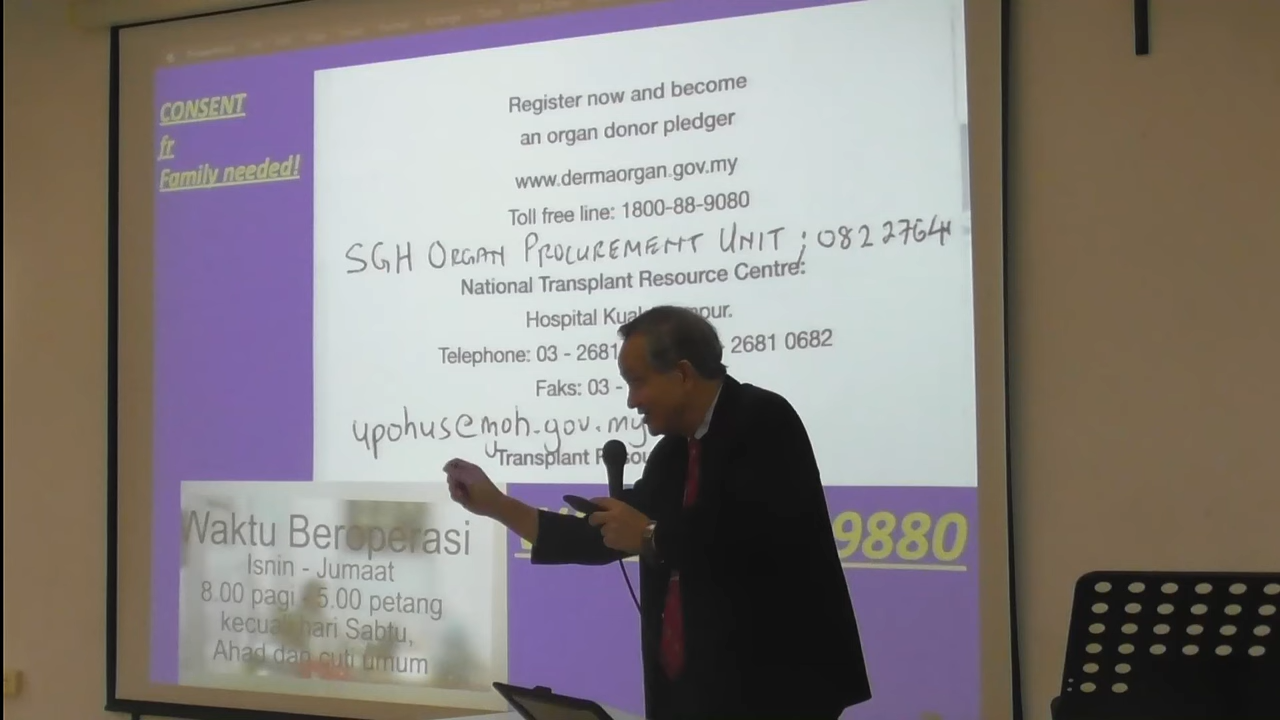 CONSENT
fr
Family needed!
Register now and become
an organ donor pledger
www.dermaorgan.gov.my
Toll free line: 1800-88-9080
SGH ORGAN PROCUREMENT UNIT ; 082 27641
National Transplant Resource Centre:
Hospital
Telephone: 03 - 2681 2681 0682
Faks: 03 -
upohus@moh.gov.my
Transplant
Waktu Beroperasi
Isnin - Jumaat
8.00 pagi - 5.00 petang
kecuali hari Sabtu,
Ahad dan cuti umum
9880